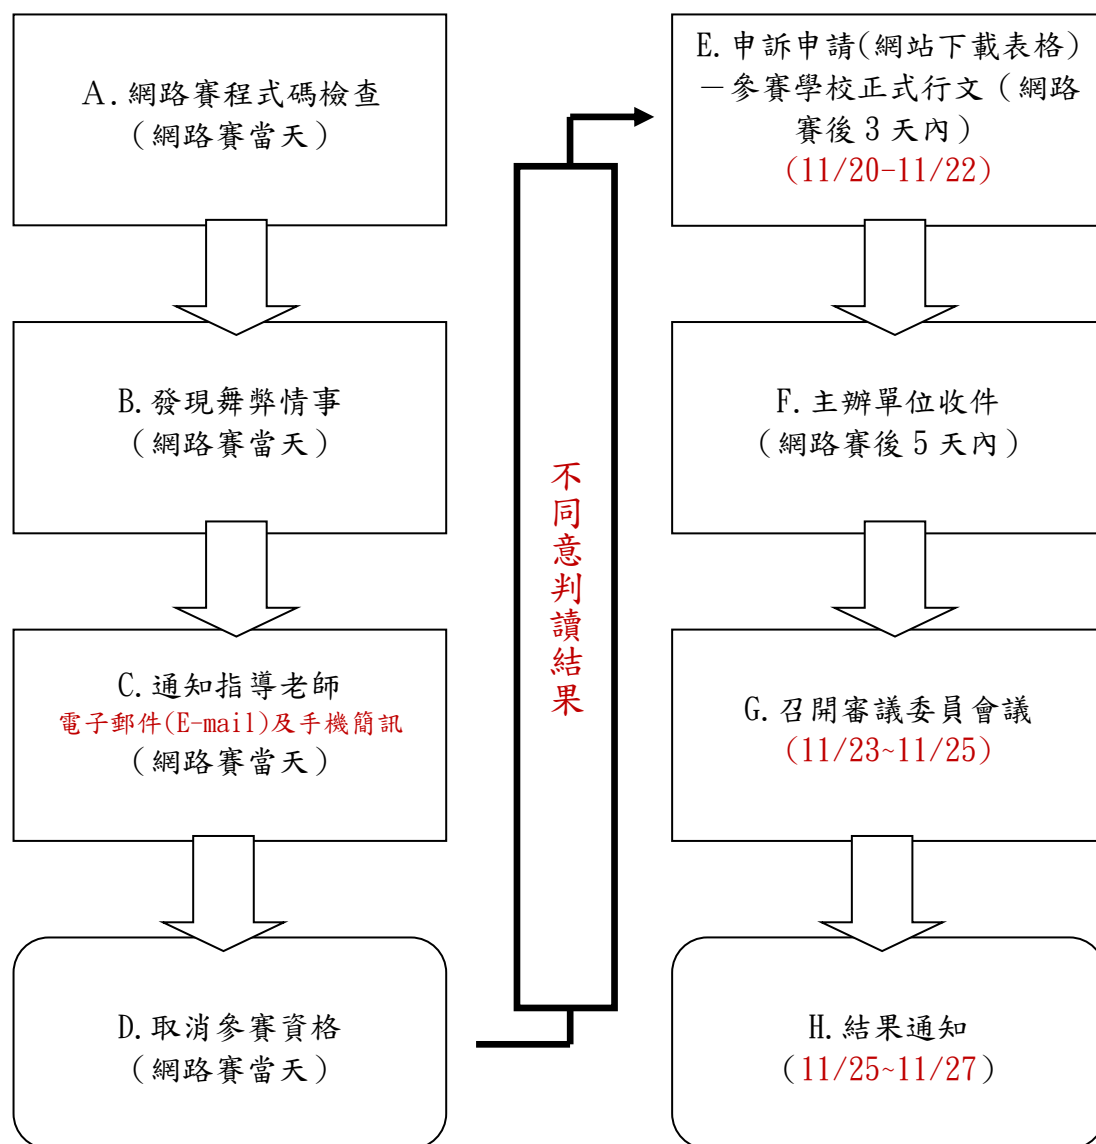 A.網路賽程式碼檢查
(網路賽當天)
B.發現舞弊情事
(網路賽當天)
C.通知指導老師
電子郵件(E-mail)及手機簡訊
(網路賽當天)
D.取消參賽資格
(網路賽當天)
不同意判讀結果
E.申訴申請(網站下載表格)
－參賽學校正式行文(網路
賽後3天內)
(11/20-11/22)
F.主辦單位收件
(網路賽後5天內)
G.召開審議委員會議
(11/23~11/25)
H.結果通知
(11/25~11/27)